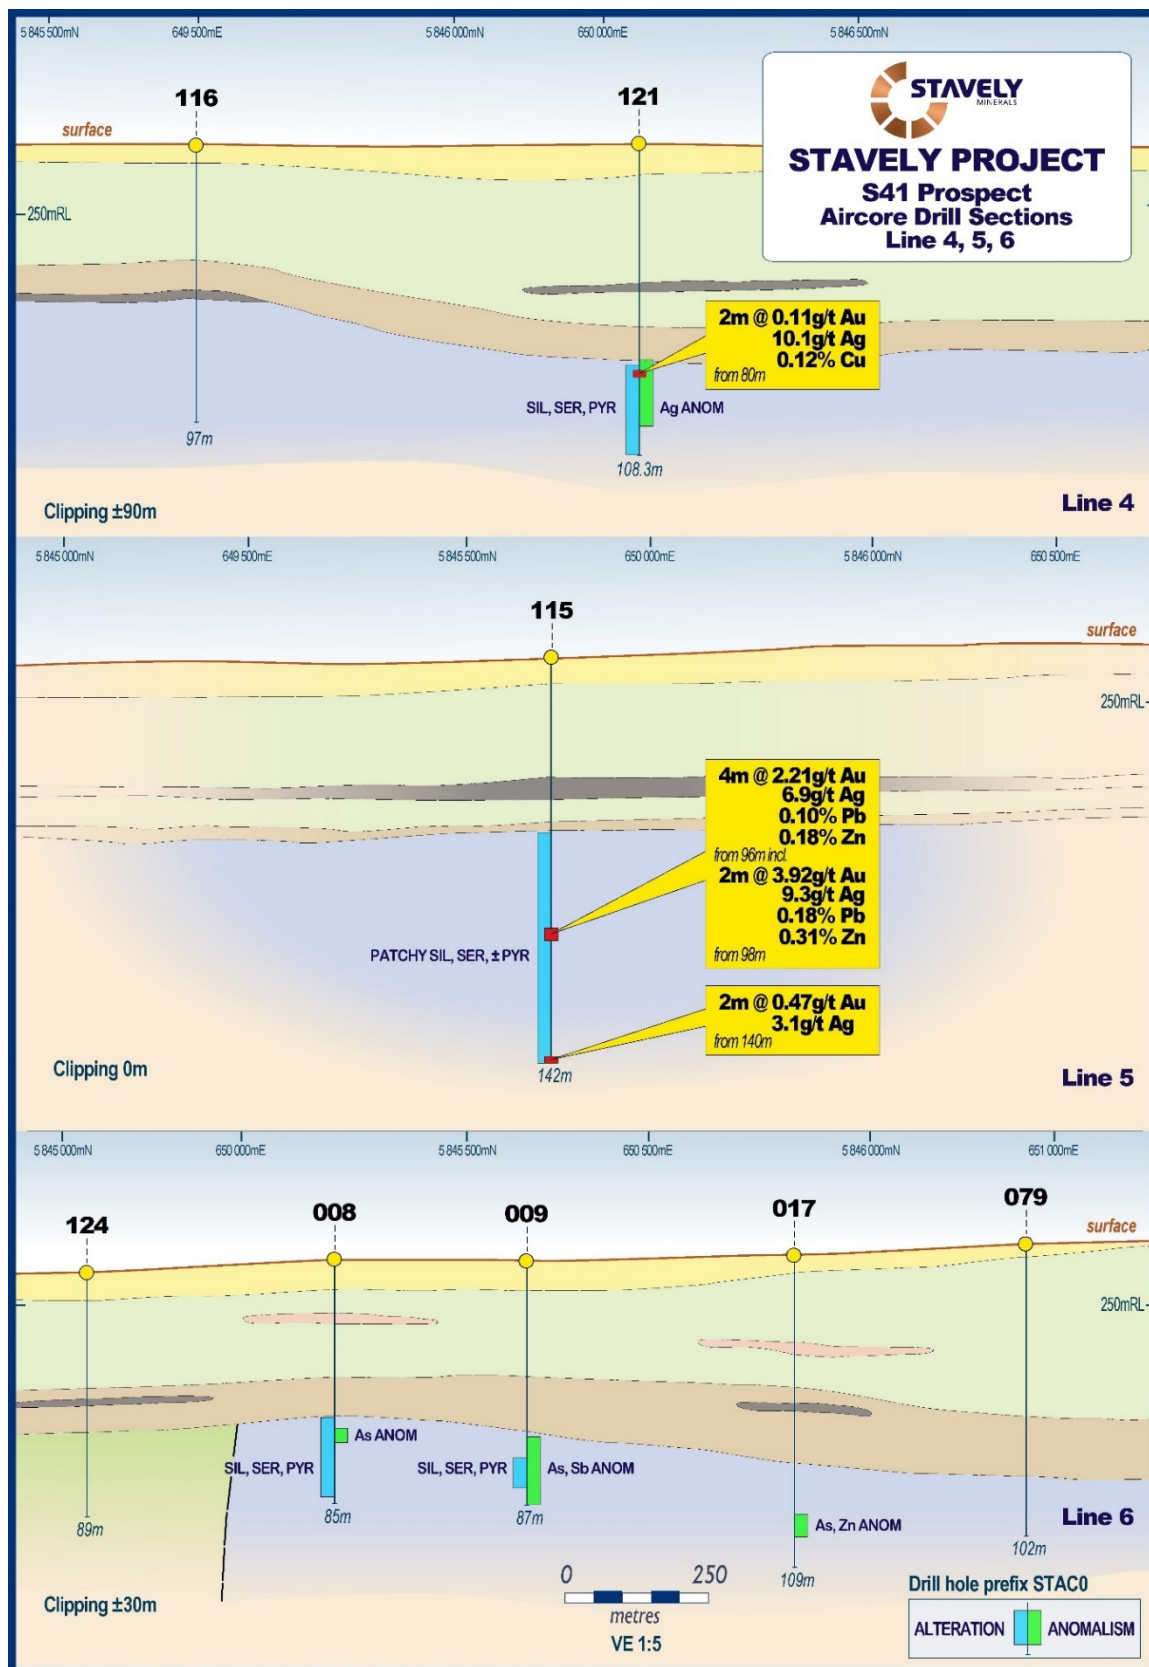 5 845 500mN 649 500mE 5 846 000mN 650 000mE 5 846 500mN
STAVELY
MINERALS
STAVELY PROJECT
S41 Prospect
Aircore Drill Sections
Line 4, 5, 6
116
121
surface
250mRL
2m @ 0.11g/t Au
10.1g/t Ag
0.12% Cu
from 80m
SIL, SER, PYR
Ag ANOM
97m
108.3m
Clipping ±90m
Line 4
5 845 000mN 649 500mE 5 845 500mN 650 000mE 5 846 000mN 650 500mE
115
surface
250mRL
4m @ 2.21g/t Au
6.9g/t Ag
0.10% Pb
0.18% Zn
from 96m incl.
2m @ 3.92g/t Au
9.3g/t Ag
0.18% Pb
0.31% Zn
from 98m
PATCHY SIL, SER, ± PYR
2m @ 0.47g/t Au
3.1g/t Ag
from 140m
142m
Clipping 0m
Line 5
5 845 000mN 650 000mE 5 845 500mN 650 500mE 5 846 000mN 651 000mE
124
008
009
017
079
surface
250mRL
As ANOM
SIL, SER, PYR
SIL, SER, PYR
As, Sb ANOM
As, Zn ANOM
89m
85m
87m
109m
102m
Line 6
Clipping ±30m
0 250
metres
VE 1:5
Drill hole prefix STAC0
ALTERATION ANOMALISM